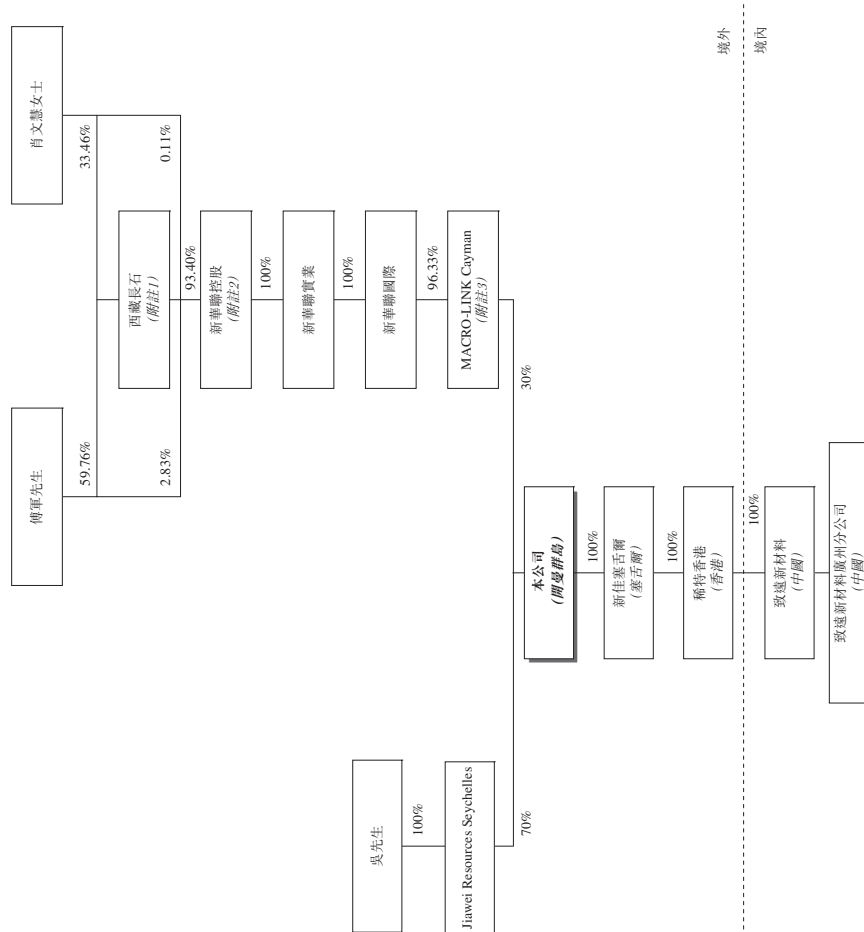 傅軍先生
肖文慧女士
59.76%
33.46%
西藏長石
(附註1)
2.83%
0.11%
93.40%
新華聯控股
(附註2)
100%
新華聯實業
100%
新華聯國際
96.33%
MACRO-LINK Cayman
(附註3)
吳先生
100%
Jiawei Resources Seychelles
70%
30%
本公司
(開曼群島)
100%
新佳塞舌爾
(塞舌爾)
100%
稀特香港
(香港)
境外
境內
100%
致遠新材料
(中國)
致遠新材料廣州分公司
(中國)